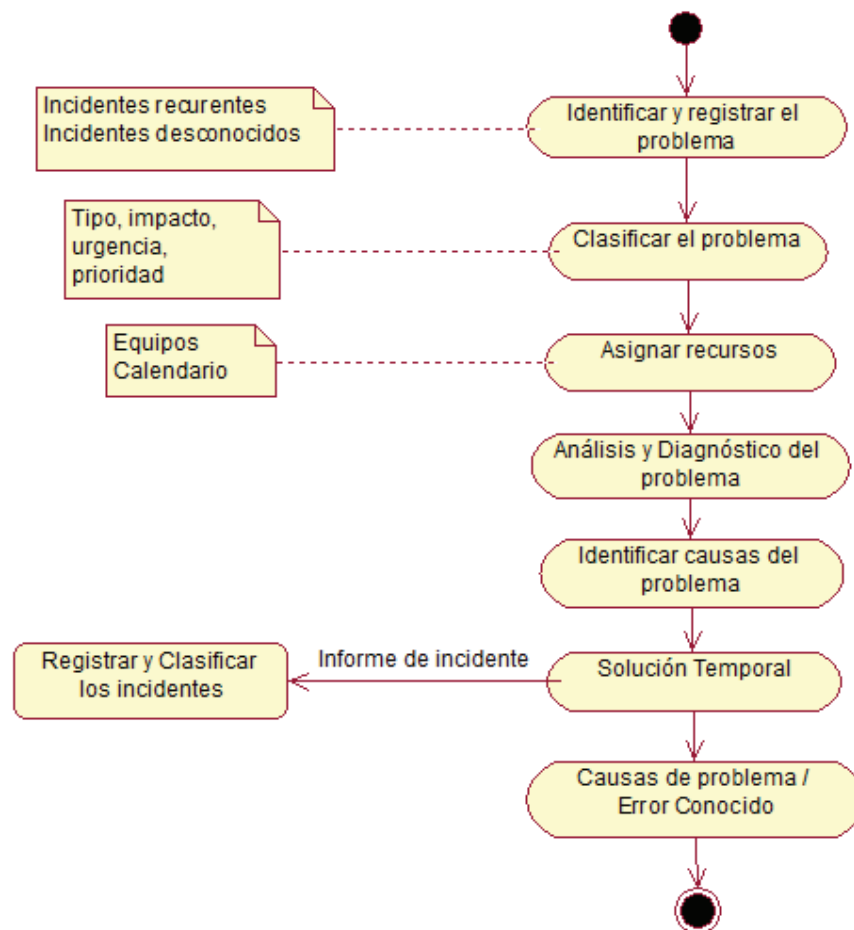 Incidentes recurentes
Incidentes desconocidos
Identificar y registrar el
problema
Tipo, impacto,
urgencia,
prioridad
Clasificar el problema
Equipos
Calendario
Asignar recursos
Análisis y Diagnóstico del
problema
Identificar causas del
problema
Registrar y Clasificar
los incidentes
Informe de incidente
Solución Temporal
Causas de problema /
Error Conocido